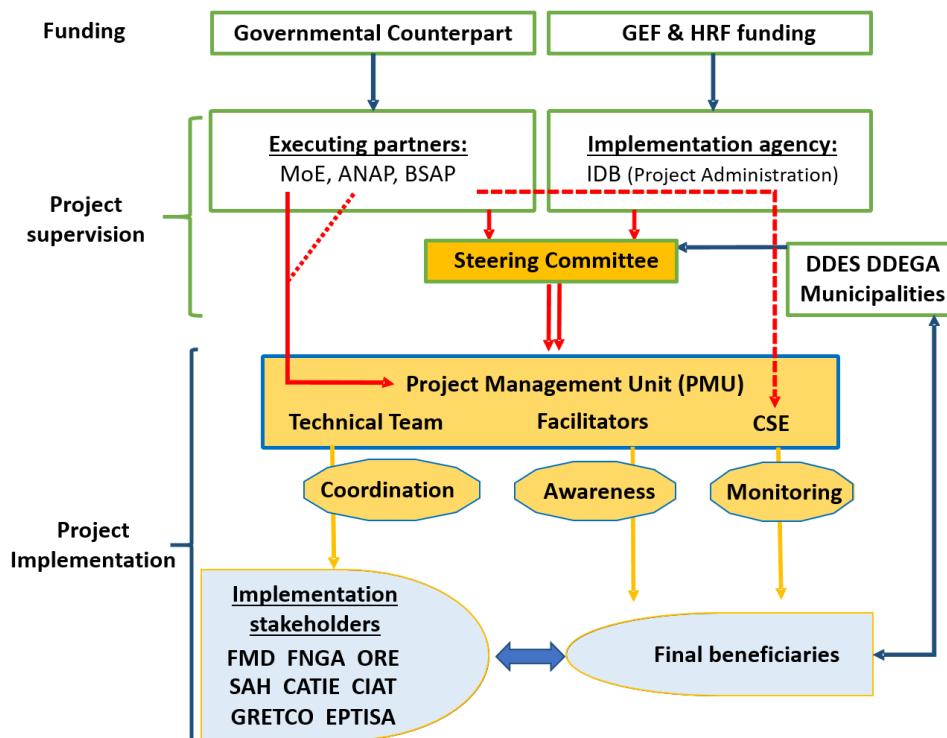 Funding
Governmental Counterpart
GEF & HRF funding
Project
supervision
Executing partners:
MoE, ANAP, BSAP
Implementation agency:
IDB (Project Administration)
Steering Committee
DDES DDEGA
Municipalities
Project
Implementation
Project Management Unit (PMU)
Technical Team
Facilitators
CSE
Coordination
Awareness
Monitoring
Implementation
stakeholders
FMD FNGA ORE
SAH CATIE CIAT
GRETCO EPTISA
Final beneficiaries